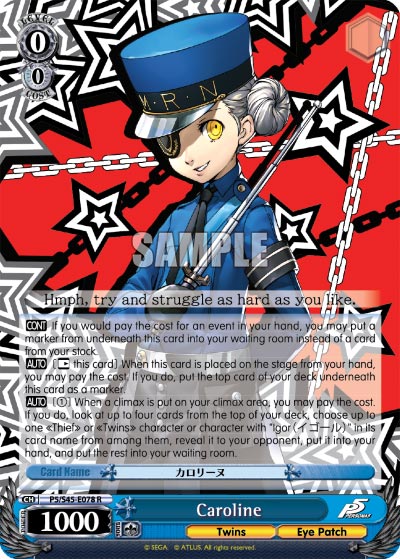 LEVEL
0
0
COST
M R N
SAMPLE
Hmph, try and struggle as hard as you like.
CONT If you would pay the cost for an event in your hand, you may put a
marker from underneath this card into your waiting room instead of a card
from your stock.
AUTO [ this card] When this card is placed on the stage from your hand,
you may pay the cost. If you do, put the top card of your deck underneath
this card as a marker.
AUTO [(1)] When a climax is put on your climax area, you may pay the cost.
If you do, look at up to four cards from the top of your deck, choose up to
one «Thief» or «Twins» character or character with "Igor(イゴール)" in its
card name from among them, reveal it to your opponent, put it into your
hand, and put the rest into your waiting room.
Card Name カロリーヌ
CH P5/S45-E078 R
POWER 1000
Caroline
P5 PERSONA5
Twins
Eye Patch
© SEGA. © ATLUS. All rights reserved.